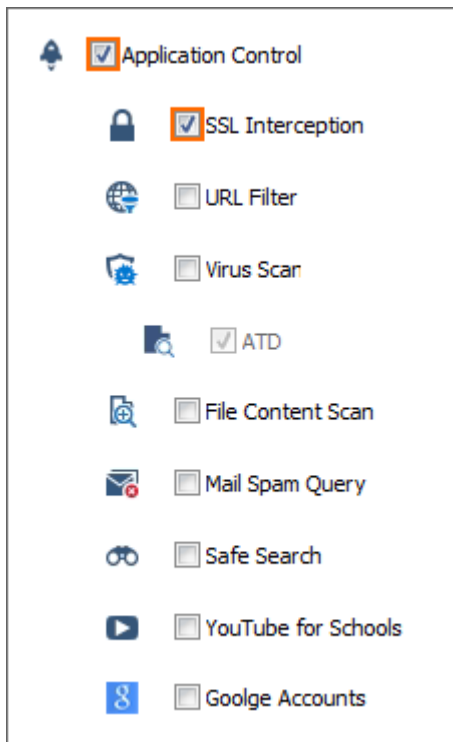 Application Control
SSL Interception
URL Filter
Virus Scan
ATD
File Content Scan
Mail Spam Query
Safe Search
YouTube for Schools
8 Goolge Accounts